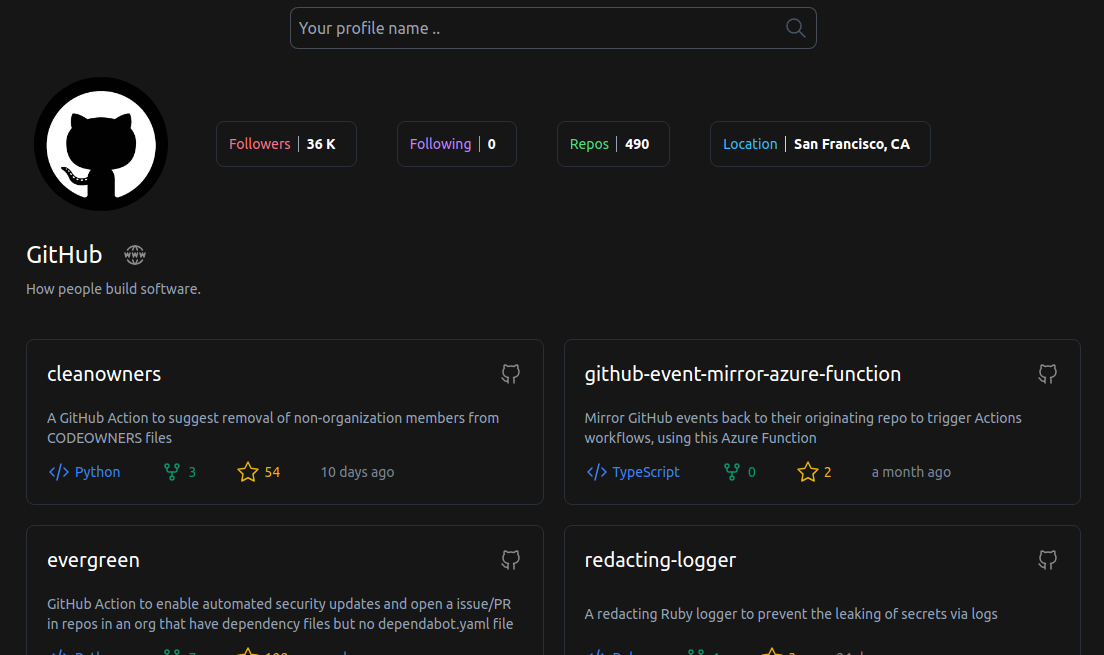 Your profile name ..
Followers | 36 K
Following | 0
Repos | 490
Location | San Francisco, CA
GitHub
www
How people build software.
cleanowners
A GitHub Action to suggest removal of non-organization members from
CODEOWNERS files
</> Python 3 54 10 days ago
github-event-mirror-azure-function
Mirror GitHub events back to their originating repo to trigger Actions
workflows, using this Azure Function
</> TypeScript 0 2 a month ago
evergreen
GitHub Action to enable automated security updates and open a issue/PR
in repos in an org that have dependency files but no dependabot.yaml file
redacting-logger
A redacting Ruby logger to prevent the leaking of secrets via logs